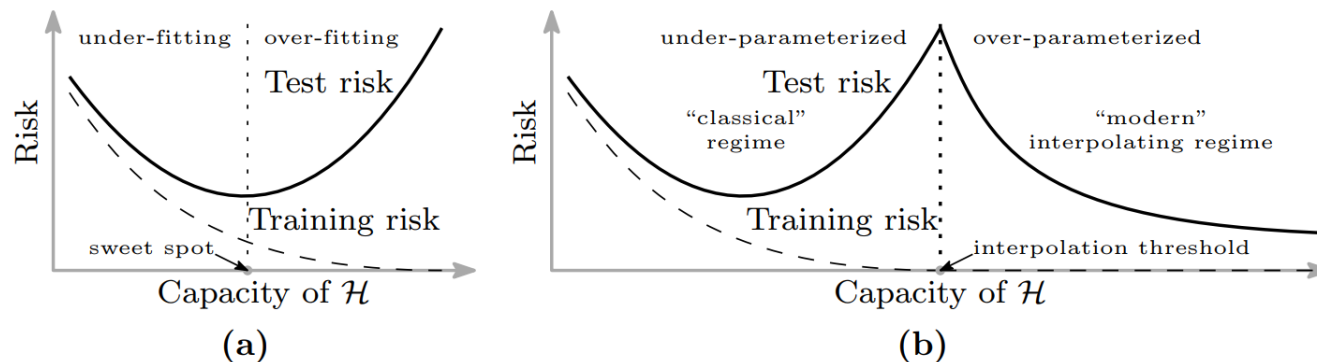 under-fitting
over-fitting
Test risk
Risk
Training risk
sweet spot
Capacity of ℋ
(a)
under-parameterized
over-parameterized
Test risk
“classical”
regime
“modern”
interpolating regime
Risk
Training risk
interpolation threshold
Capacity of ℋ
(b)